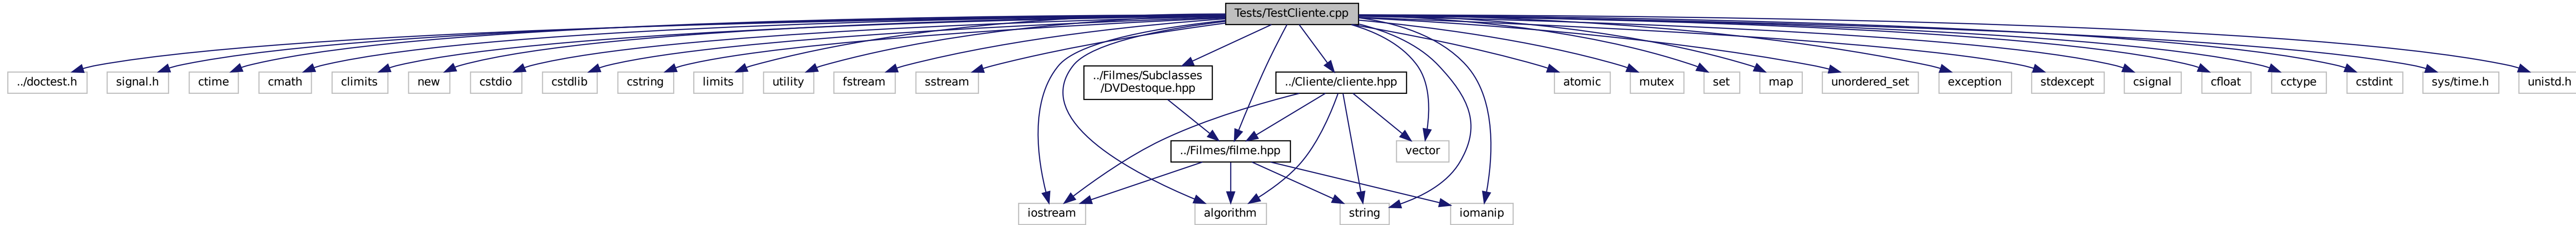 Tests/TestCliente.cpp
../doctest.h
signal.h
ctime
cmath
climits
new
cstdio
cstdlib
cstring
limits
utility
fstream
sstream
../Filmes/Subclasses
/DVDestoque.hpp
../Cliente/cliente.hpp
atomic
mutex
set
map
unordered_set
exception
stdexcept
csignal
cfloat
cctype
cstdint
sys/time.h
unistd.h
../Filmes/filme.hpp
vector
iostream
algorithm
string
iomanip